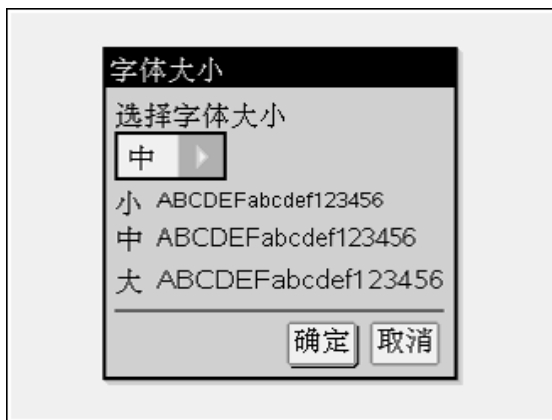 字体大小
选择字体大小
中
小 ABCDEFabcdef123456
中 ABCDEFabcdef123456
大 ABCDEFabcdef123456
确定 取消